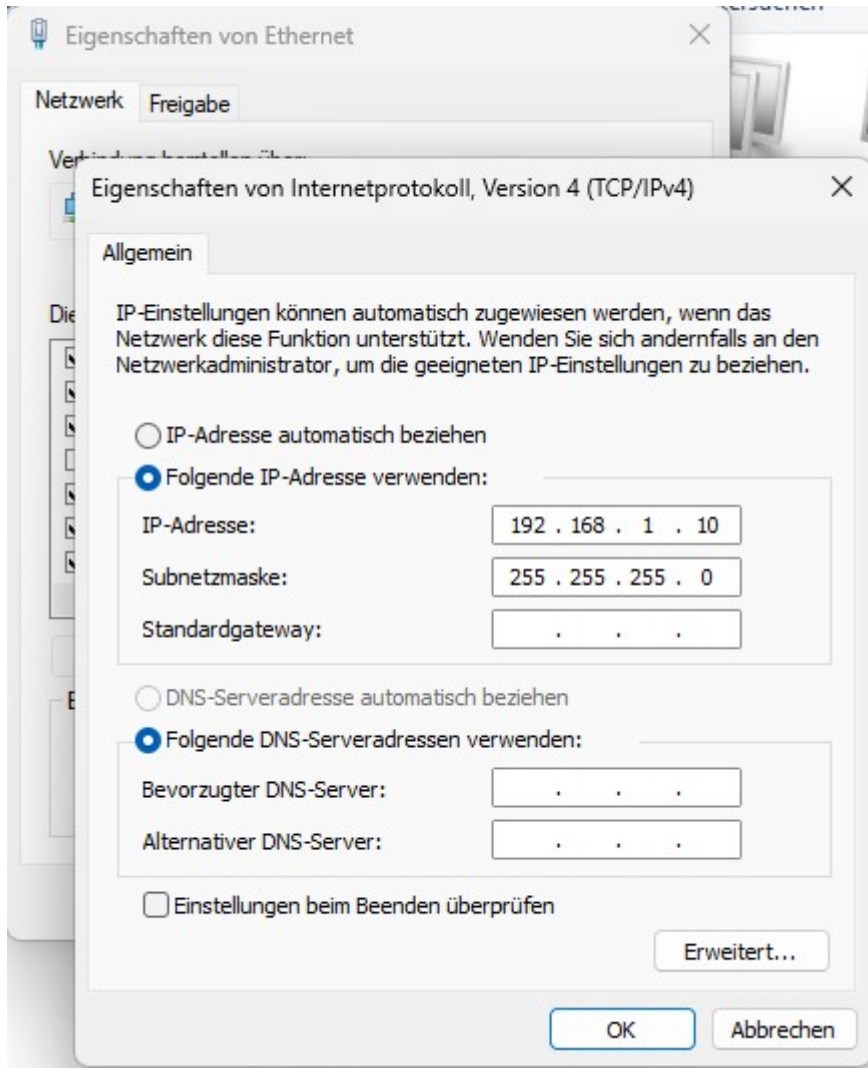 Eigenschaften von Ethernet
Netzwerk
Freigabe
Eigenschaften von Internetprotokoll, Version 4 (TCP/IPv4)
Allgemein
IP-Einstellungen können automatisch zugewiesen werden, wenn das
Netzwerk diese Funktion unterstützt. Wenden Sie sich andernfalls an den
Netzwerkadministrator, um die geeigneten IP-Einstellungen zu beziehen.
IP-Adresse automatisch beziehen
Folgende IP-Adresse verwenden:
IP-Adresse: 192 . 168 . 1 . 10
Subnetzmaske: 255 . 255 . 255 . 0
Standardgateway: . . .
DNS-Serveradresse automatisch beziehen
Folgende DNS-Serveradressen verwenden:
Bevorzugter DNS-Server: . . .
Alternativer DNS-Server: . . .
Einstellungen beim Beenden überprüfen
Erweitert...
OK
Abbrechen